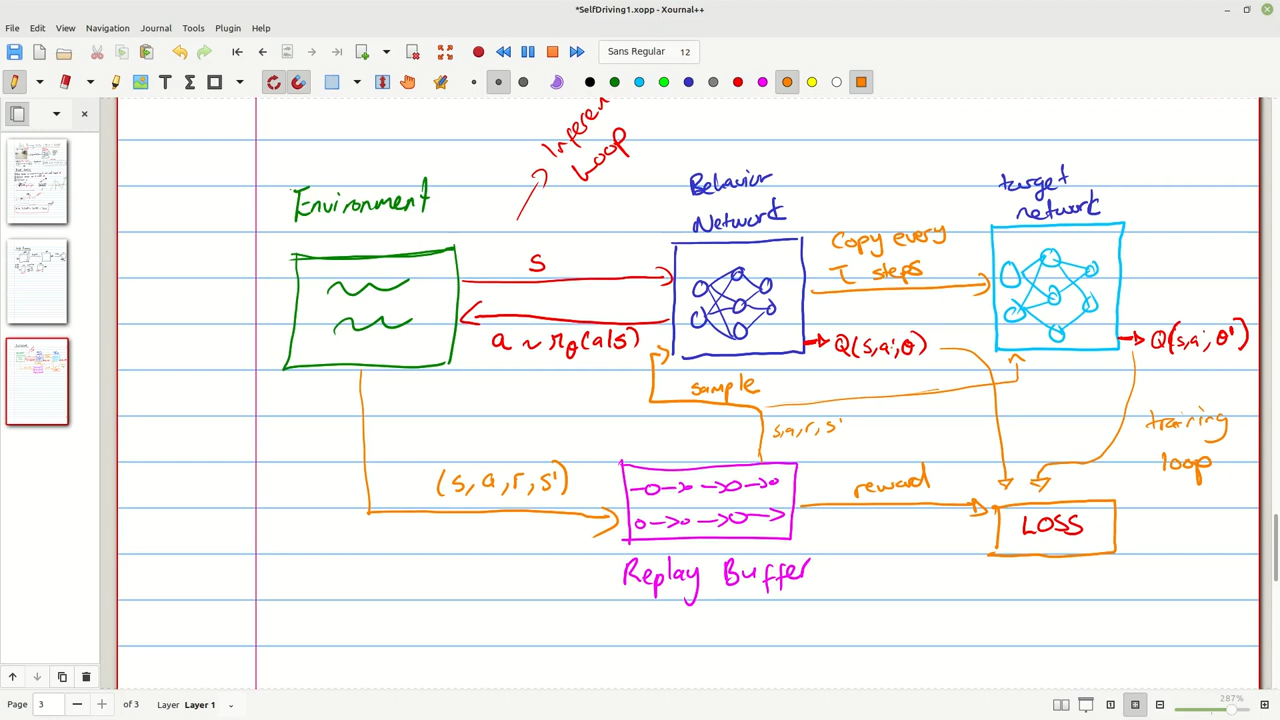 *SelfDriving1.xopp - Xournal++
File Edit View Navigation Journal Tools Plugin Help
Sans Regular 12
Loop
Environment
Behavior
Network
target
network
Copy every
τ steps
S
a ~ πθ(a|s)
Q(s,a;θ)
Q(s,a;θ')
sample
s,a,r,s'
training
loop
(s,a,r,s')
reward
LOSS
Replay Buffer
Page 3 of 3 Layer Layer 1
287%